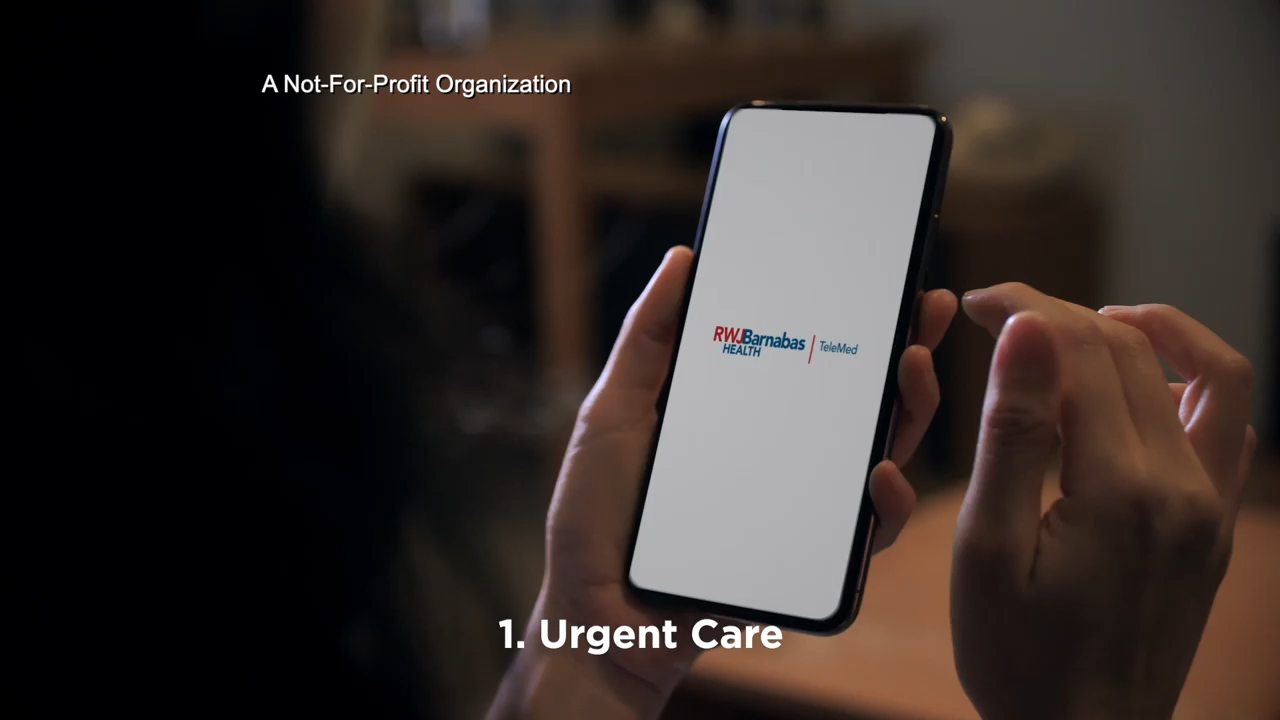 A Not-For-Profit Organization
RWJBarnabas
HEALTH
TeleMed
1. Urgent Care